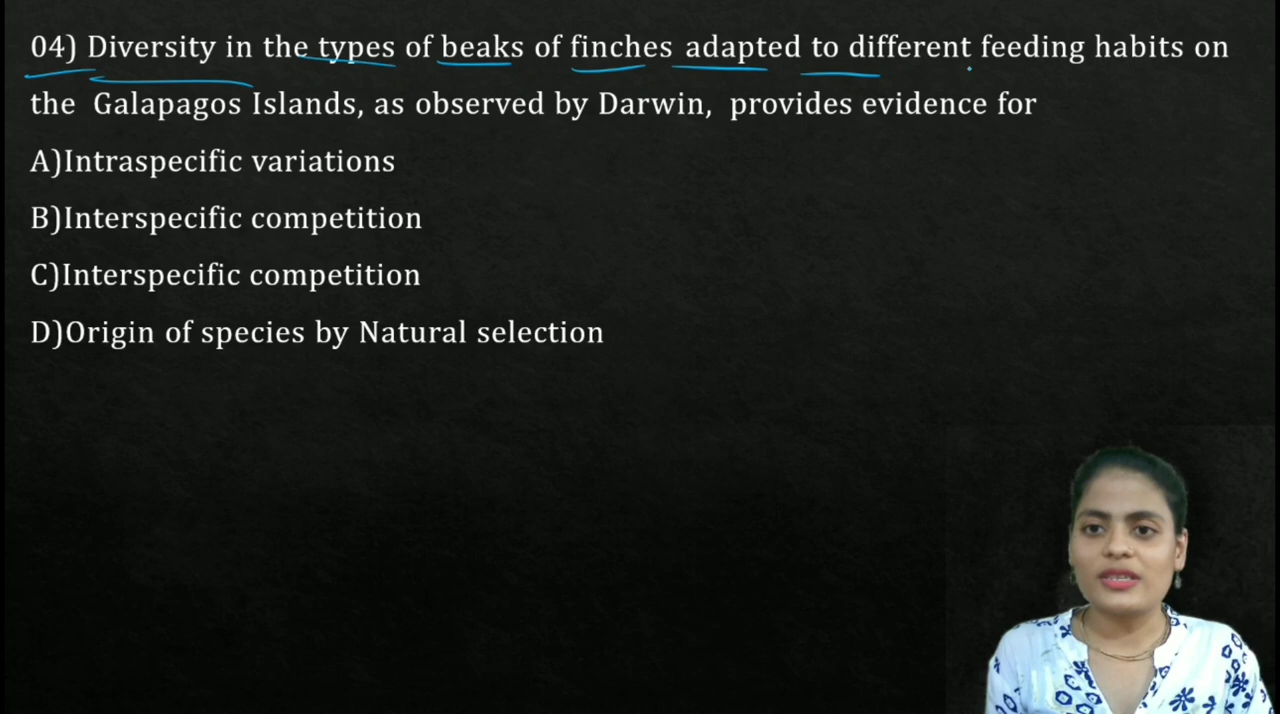 04) Diversity in the types of beaks of finches adapted to different feeding habits on
the Galapagos Islands, as observed by Darwin, provides evidence for
A)Intraspecific variations
B)Interspecific competition
C)Interspecific competition
D)Origin of species by Natural selection